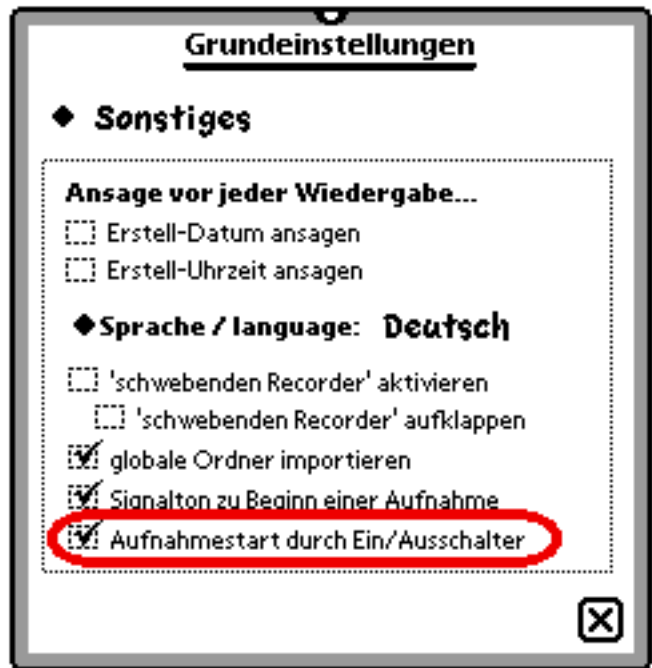 Grundeinstellungen
Sonstiges
Ansage vor jeder Wiedergabe...
Erstell-Datum ansagen
Erstell-Uhrzeit ansagen
Sprache / language: Deutsch
'schwebenden Recorder' aktivieren
'schwebenden Recorder' aufklappen
globale Ordner importieren
Signalton zu Beginn einer Aufnahme
Aufnahmestart durch Ein/Ausschalter